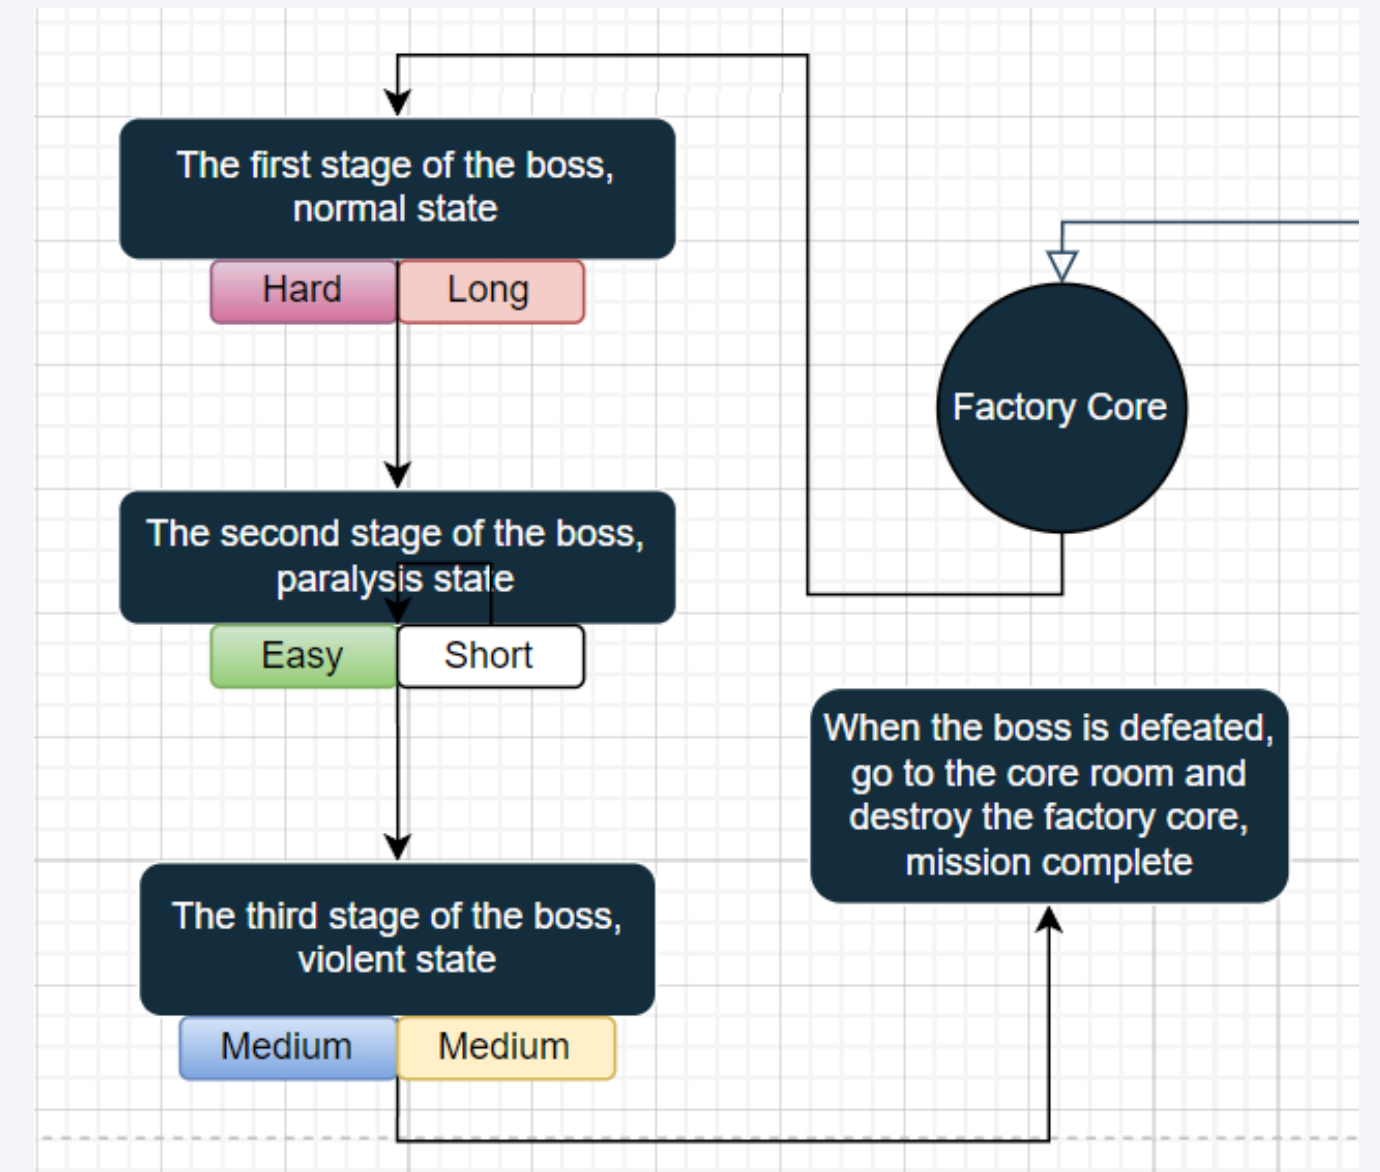 The first stage of the boss,
normal state
Hard
Long
The second stage of the boss,
paralysis state
Easy
Short
The third stage of the boss,
violent state
Medium
Medium
Factory Core
When the boss is defeated,
go to the core room and
destroy the factory core,
mission complete